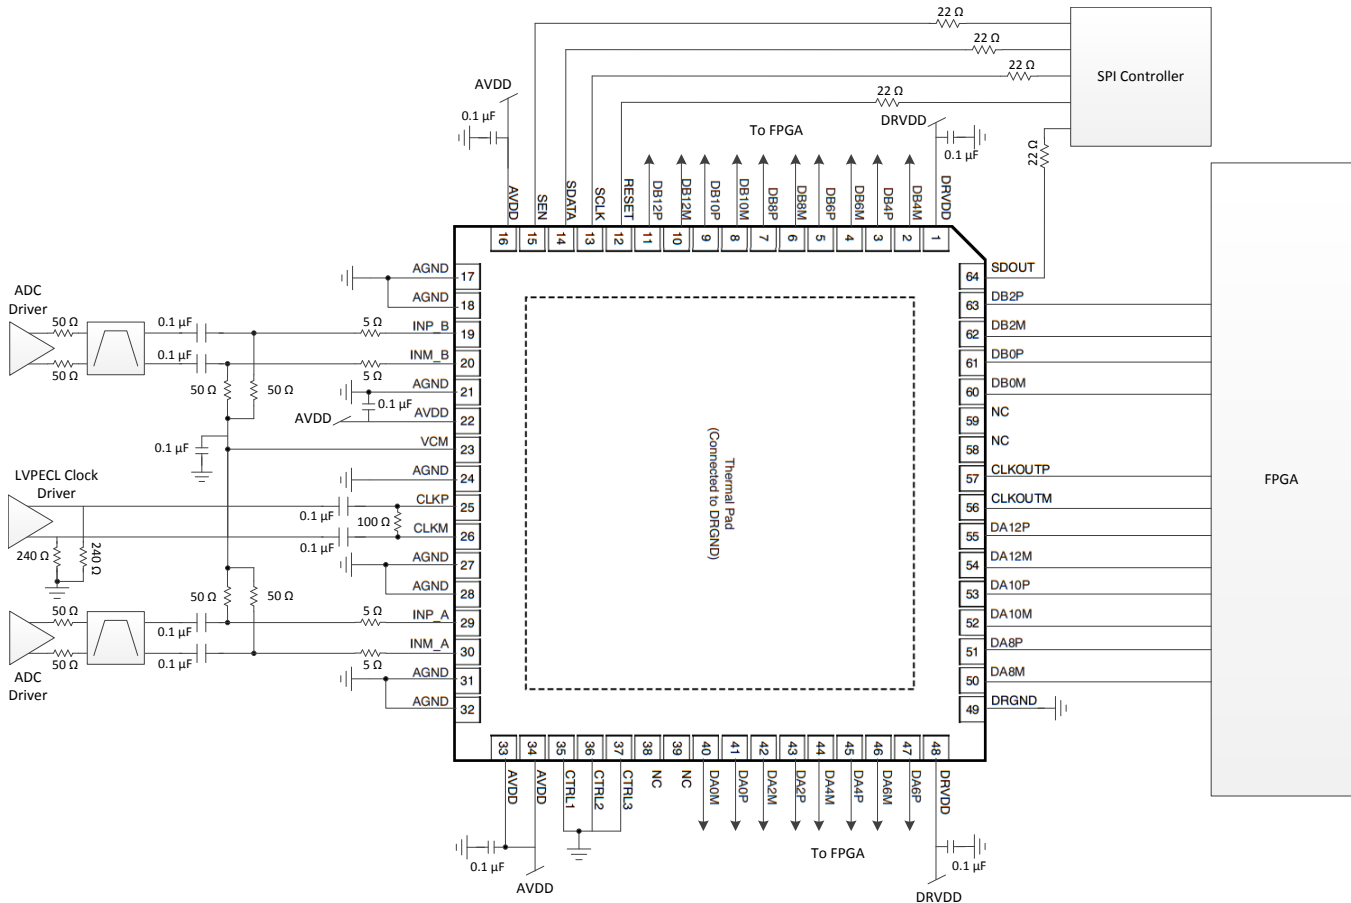 22 Ω
22 Ω
22 Ω
22 Ω
22 Ω
SPI Controller
AVDD
0.1 µF
To FPGA
DRVDD
0.1 µF
AVDD
SEN
SDATA
SCLK
RESET
DB12P
DB12M
DB10P
DB10M
DB8P
DB8M
DB6P
DB6M
DB4P
DB4M
DRVDD
16
15
14
13
12
11
10
9
8
7
6
5
4
3
2
1
AGND 17
AGND 18
INP_B 19
INM_B 20
AGND 21
AVDD 22
VCM 23
AGND 24
CLKP 25
CLKM 26
AGND 27
AGND 28
INP_A 29
INM_A 30
AGND 31
AGND 32
ADC
Driver
50 Ω
50 Ω
0.1 µF
0.1 µF
5 Ω
5 Ω
50 Ω
50 Ω
0.1 µF
AVDD
0.1 µF
LVPECL Clock
Driver
240 Ω
240 Ω
0.1 µF
0.1 µF
100 Ω
50 Ω
50 Ω
50 Ω
50 Ω
0.1 µF
0.1 µF
5 Ω
5 Ω
ADC
Driver
Thermal Pad
(Connected to DRGND)
64 SDOUT
63 DB2P
62 DB2M
61 DB0P
60 DB0M
59 NC
58 NC
57 CLKOUTP
56 CLKOUTM
55 DA12P
54 DA12M
53 DA10P
52 DA10M
51 DA8P
50 DA8M
49 DRGND
FPGA
33
34
35
36
37
38
39
40
41
42
43
44
45
46
47
48
AVDD
AVDD
CTRL1
CTRL2
CTRL3
NC
NC
DA0M
DA0P
DA2M
DA2P
DA4M
DA4P
DA6M
DA6P
DRVDD
0.1 µF
AVDD
To FPGA
0.1 µF
DRVDD